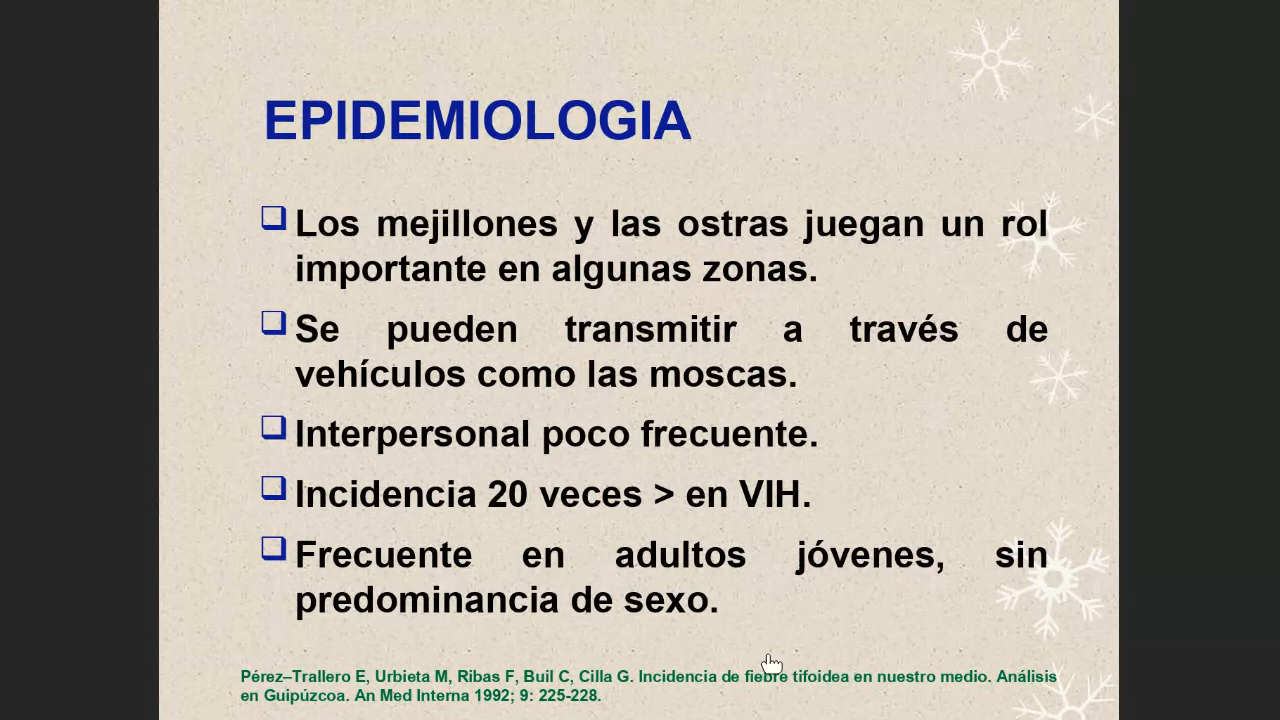 EPIDEMIOLOGIA
Los mejillones y las ostras juegan un rol
importante en algunas zonas.
Se pueden transmitir a través de
vehículos como las moscas.
Interpersonal poco frecuente.
Incidencia 20 veces > en VIH.
Frecuente en adultos jóvenes, sin
predominancia de sexo.
Pérez–Trallero E, Urbieta M, Ribas F, Buil C, Cilla G. Incidencia de fiebre tifoidea en nuestro medio. Análisis
en Guipúzcoa. An Med Interna 1992; 9: 225-228.